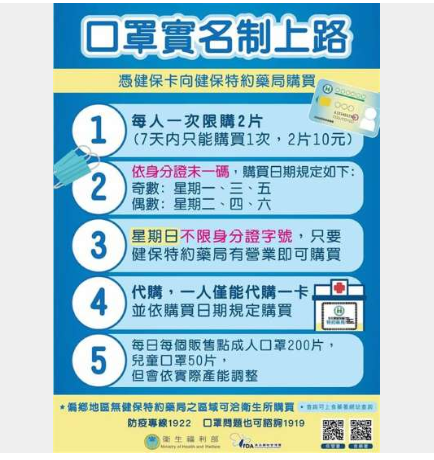 口罩實名制上路
憑健保卡向健保特約藥局購買
1
每人一次限購2片
(7天內只能購買1次，2片10元)
2
依身分證末一碼，購買日期規定如下:
奇數: 星期一、三、五
偶數: 星期二、四、六
3
星期日不限身分證字號，只要
健保特約藥局有營業即可購買
4
代購，一人僅能代購一卡
並依購買日期規定購買
5
每日每個販售點成人口罩200片，
兒童口罩50片，
但會依實際產能調整
★偏鄉地區無健保特約藥局之區域可洽衛生所購買
防疫專線1922 口罩問題也可諮詢1919
衛生福利部
Ministry of Health and Welfare
FDA